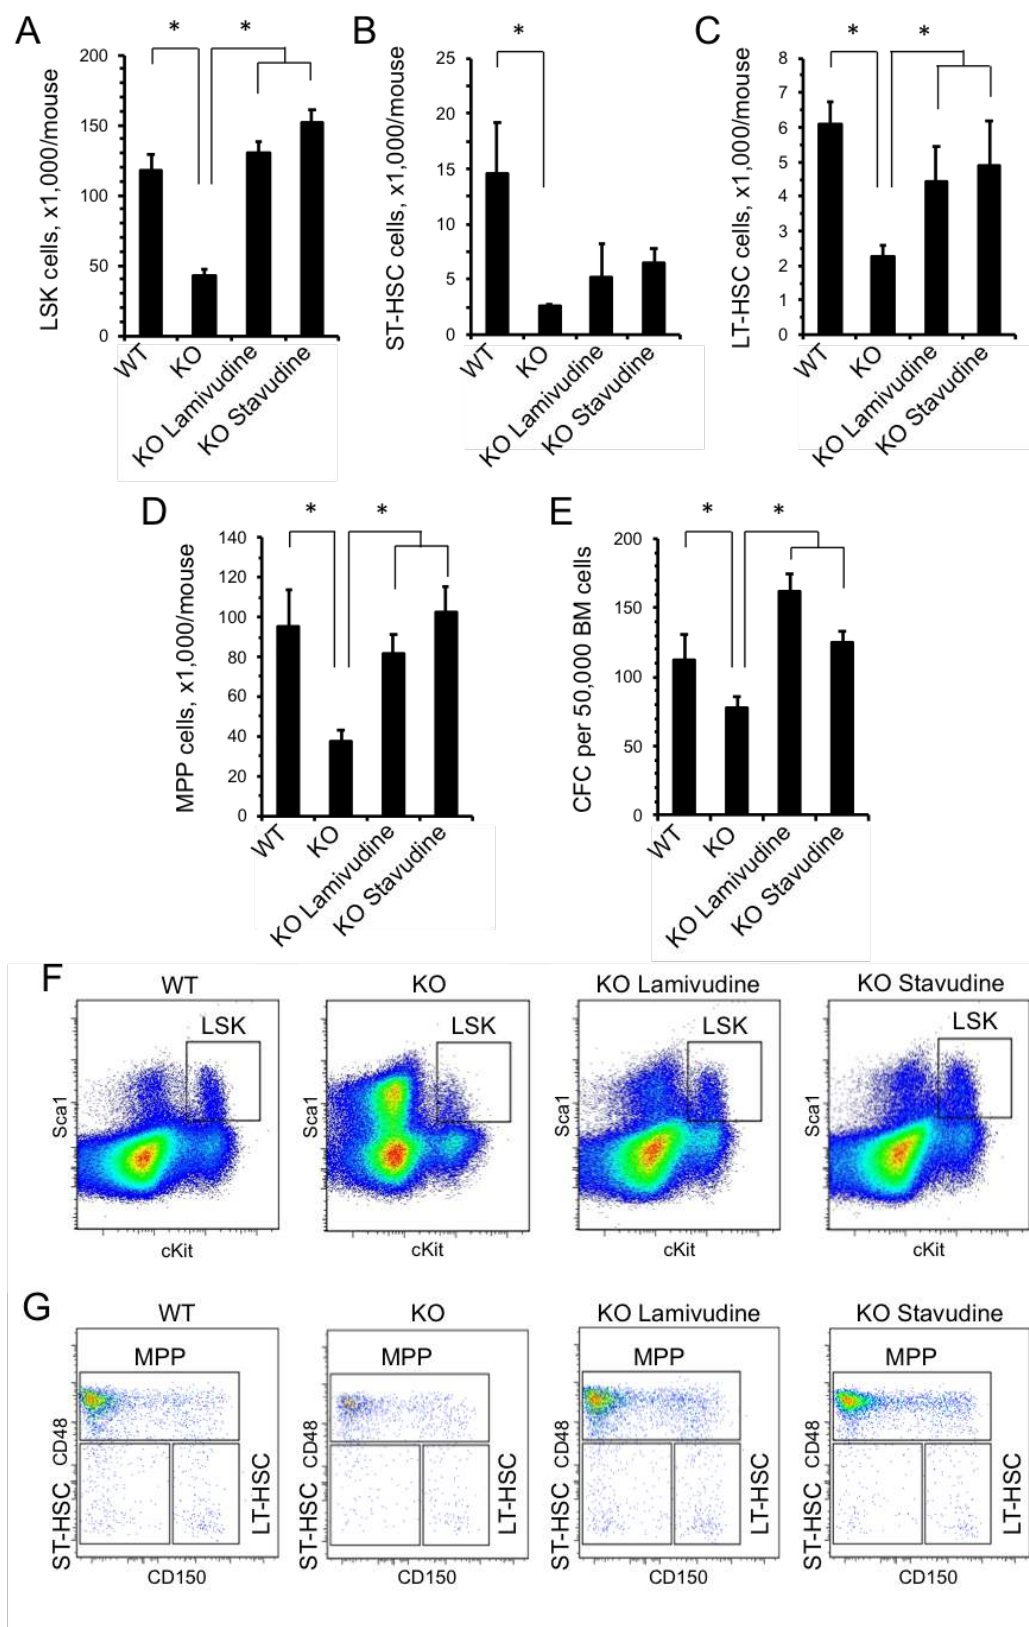 A
* *
LSK cells, x1,000/mouse
200
150
100
50
0
WT
KO
KO Lamivudine
KO Stavudine
B
*
ST-HSC cells, x1,000/mouse
25
20
15
10
5
0
WT
KO
KO Lamivudine
KO Stavudine
C
* *
LT-HSC cells, x1,000/mouse
8
7
6
5
4
3
2
1
0
WT
KO
KO Lamivudine
KO Stavudine
D
* *
MPP cells, x1,000/mouse
140
120
100
80
60
40
20
0
WT
KO
KO Lamivudine
KO Stavudine
E
* *
CFC per 50,000 BM cells
200
150
100
50
0
WT
KO
KO Lamivudine
KO Stavudine
F
WT
LSK
Sca1
cKit
KO
LSK
Sca1
cKit
KO Lamivudine
LSK
Sca1
cKit
KO Stavudine
LSK
Sca1
cKit
G
WT
MPP
CD48
ST-HSC
LT-HSC
CD150
KO
MPP
CD48
ST-HSC
LT-HSC
CD150
KO Lamivudine
MPP
CD48
ST-HSC
LT-HSC
CD150
KO Stavudine
MPP
CD48
ST-HSC
LT-HSC
CD150